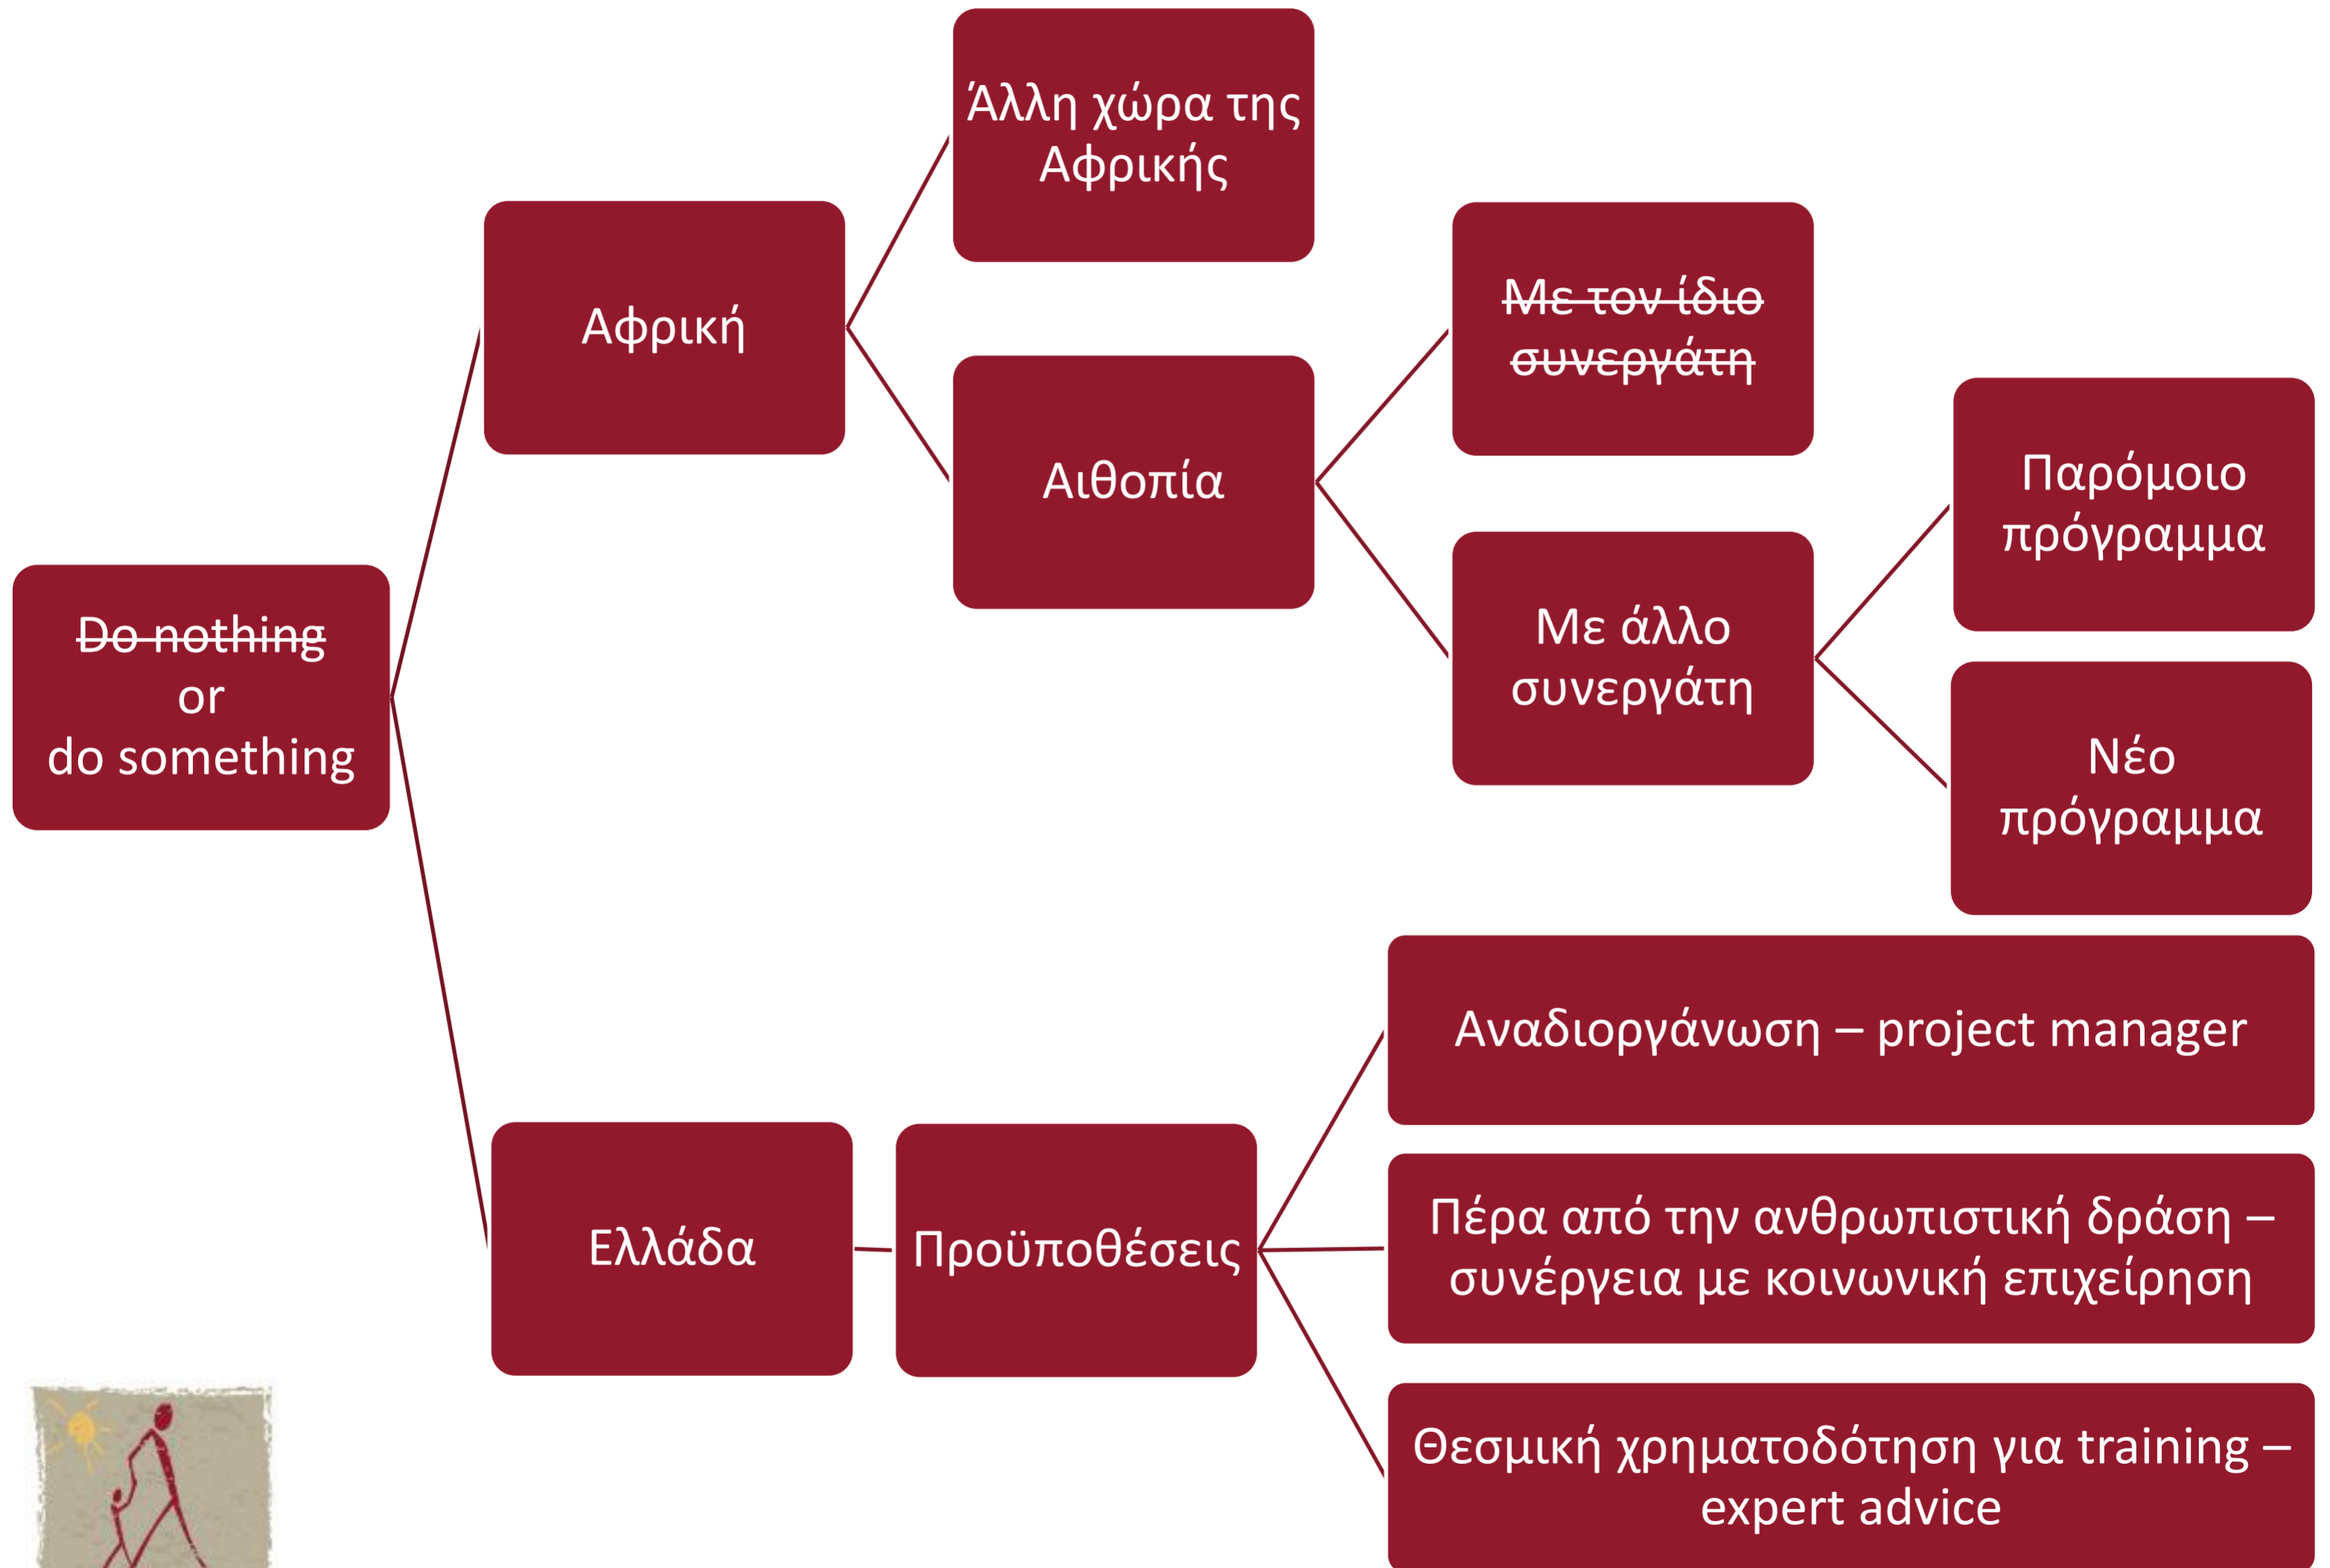 Άλλη χώρα της
Αφρικής
Αφρική
Με τον ίδιο
συνεργάτη
Αιθοπία
Παρόμοιο
πρόγραμμα
Με άλλο
συνεργάτη
Do nothing
or
do something
Νέο
πρόγραμμα
Αναδιοργάνωση – project manager
Ελλάδα
Προϋποθέσεις
Πέρα από την ανθρωπιστική δράση –
συνέργεια με κοινωνική επιχείρηση
Θεσμική χρηματοδότηση για training –
expert advice